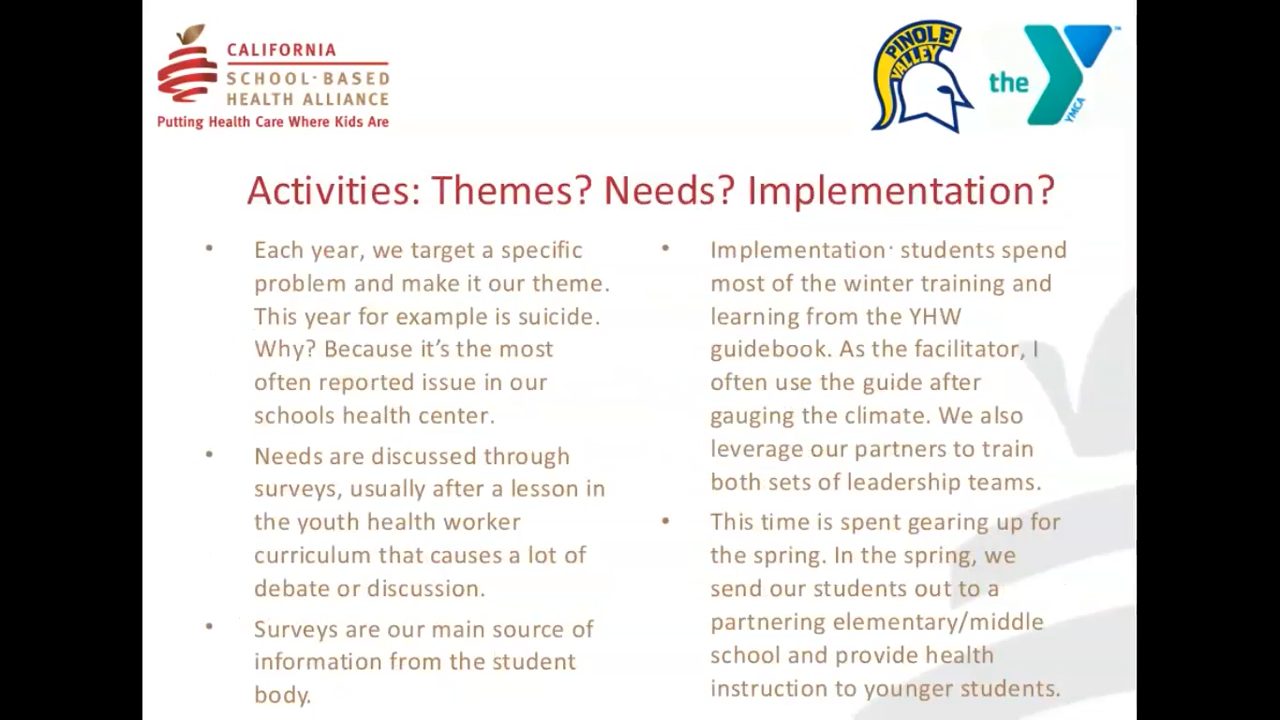 CALIFORNIA
SCHOOL·BASED
HEALTH ALLIANCE
Putting Health Care Where Kids Are
PINOLE
VALLEY
the
YMCA
™
Activities: Themes? Needs? Implementation?
• Each year, we target a specific
problem and make it our theme.
This year for example is suicide.
Why? Because it’s the most
often reported issue in our
schools health center.
• Needs are discussed through
surveys, usually after a lesson in
the youth health worker
curriculum that causes a lot of
debate or discussion.
• Surveys are our main source of
information from the student
body.
• Implementation· students spend
most of the winter training and
learning from the YHW
guidebook. As the facilitator, I
often use the guide after
gauging the climate. We also
leverage our partners to train
both sets of leadership teams.
• This time is spent gearing up for
the spring. In the spring, we
send our students out to a
partnering elementary/middle
school and provide health
instruction to younger students.